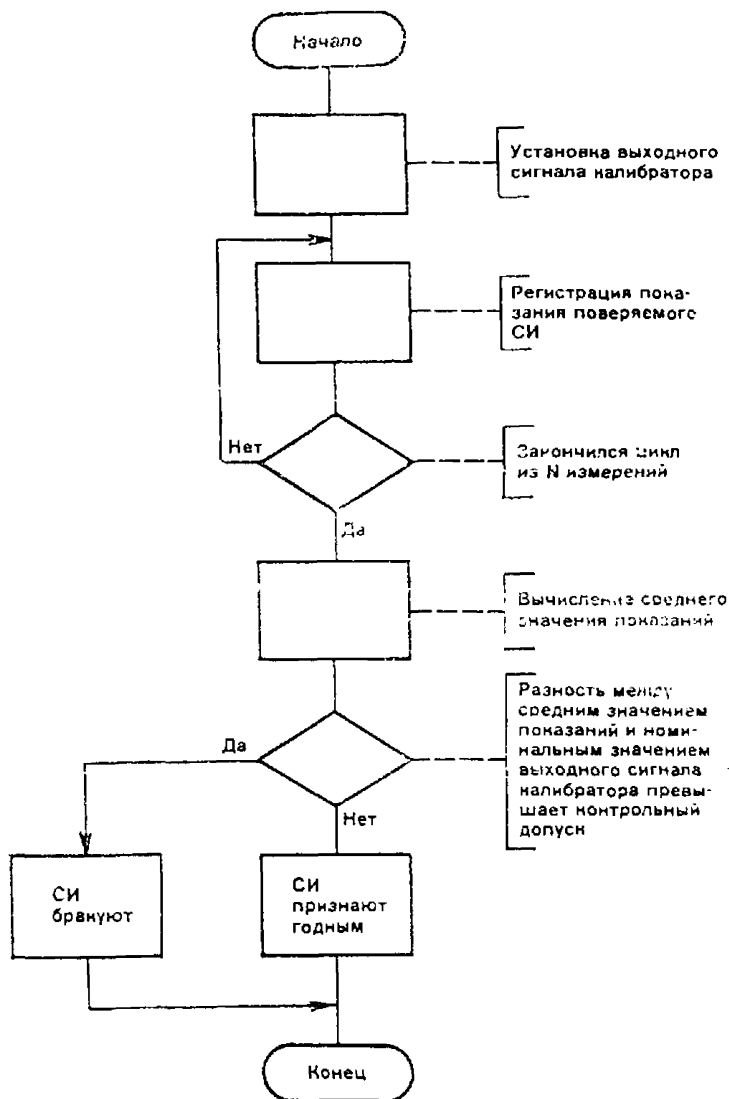 Начало
Установка выходного
сигнала калибратора
Регистрация пока-
зания поверяемого
СИ
Нет
Закончился цикл
из N измерений
Да
Вычисление среднего
значения показаний
Разность между
средним значением
показаний и номи-
нальным значением
выходного сигнала
калибратора превы-
шает контрольный
допуск
Да
Нет
СИ
бракуют
СИ
признают
годным
Конец